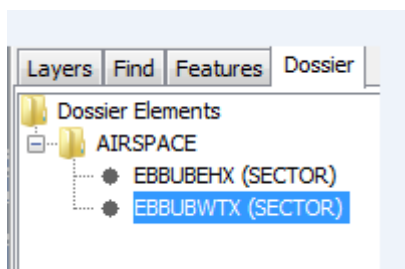 Layers Find Features Dossier
Dossier Elements
AIRSPACE
EBBUBEHX (SECTOR)
EBBUBWTX (SECTOR)